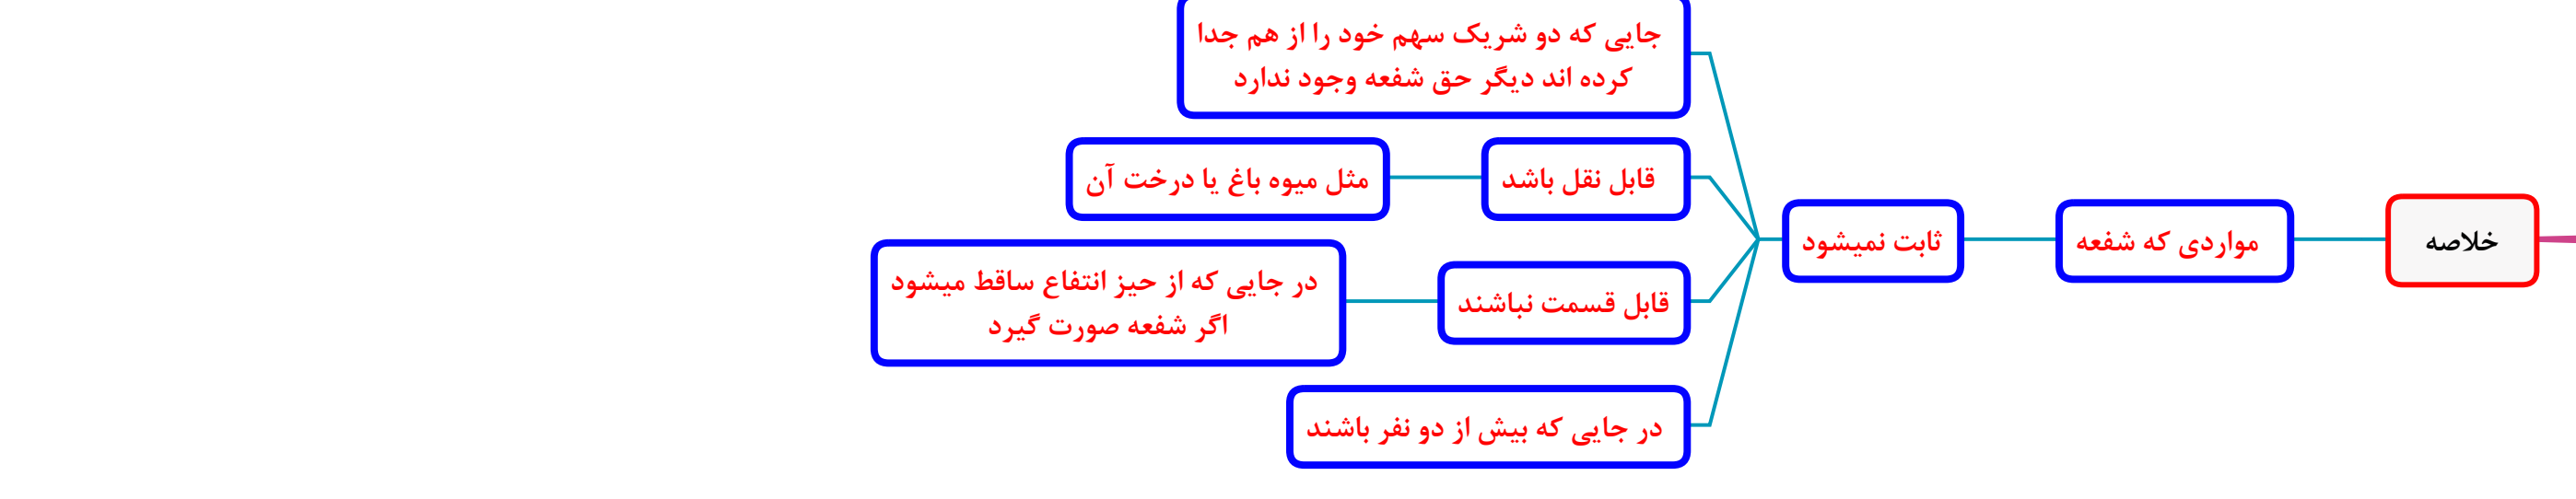 خلاصه
مواردی که شفعه
ثابت نمیشود
جایی که دو شریک سهم خود را از هم جدا
کرده اند دیگر حق شفعه وجود ندارد
قابل نقل باشد
مثل میوه باغ یا درخت آن
قابل قسمت نباشند
در جایی که از حیز انتفاع ساقط میشود
اگر شفعه صورت گیرد
در جایی که بیش از دو نفر باشند